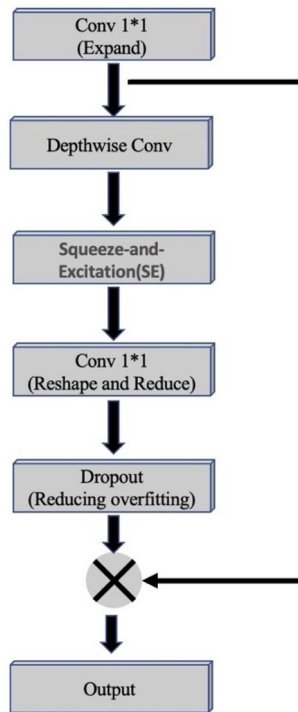 Conv 1*1
(Expand)
Depthwise Conv
Squeeze-and-
Excitation(SE)
Conv 1*1
(Reshape and Reduce)
Dropout
(Reducing overfitting)
Output